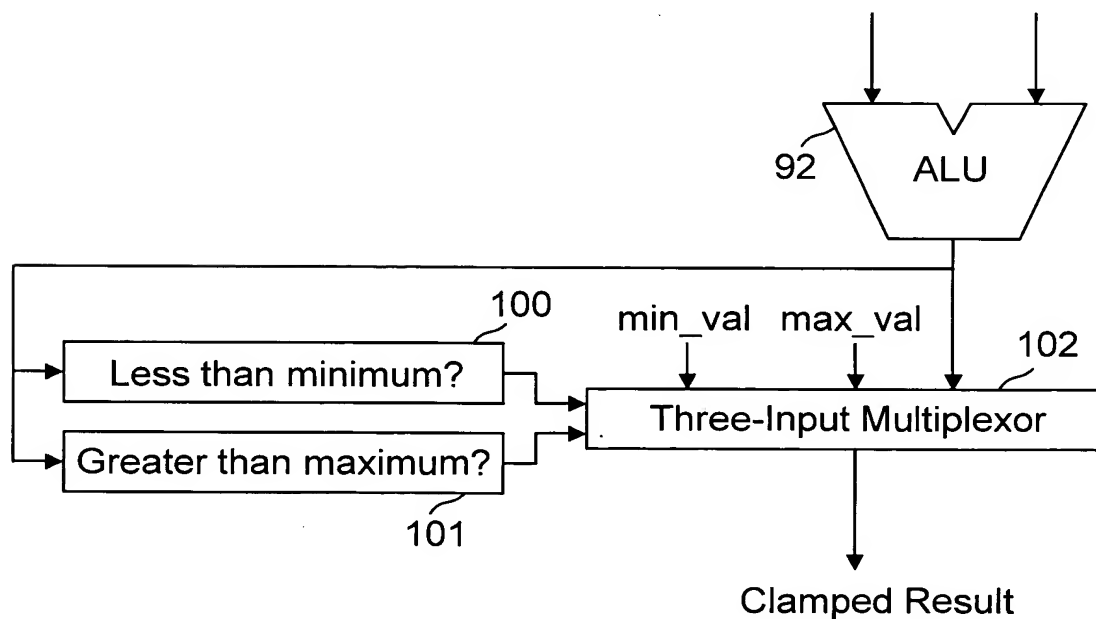 92
ALU
100
min_val max_val
102
Less than minimum?
Three-Input Multiplexor
Greater than maximum?
101
Clamped Result